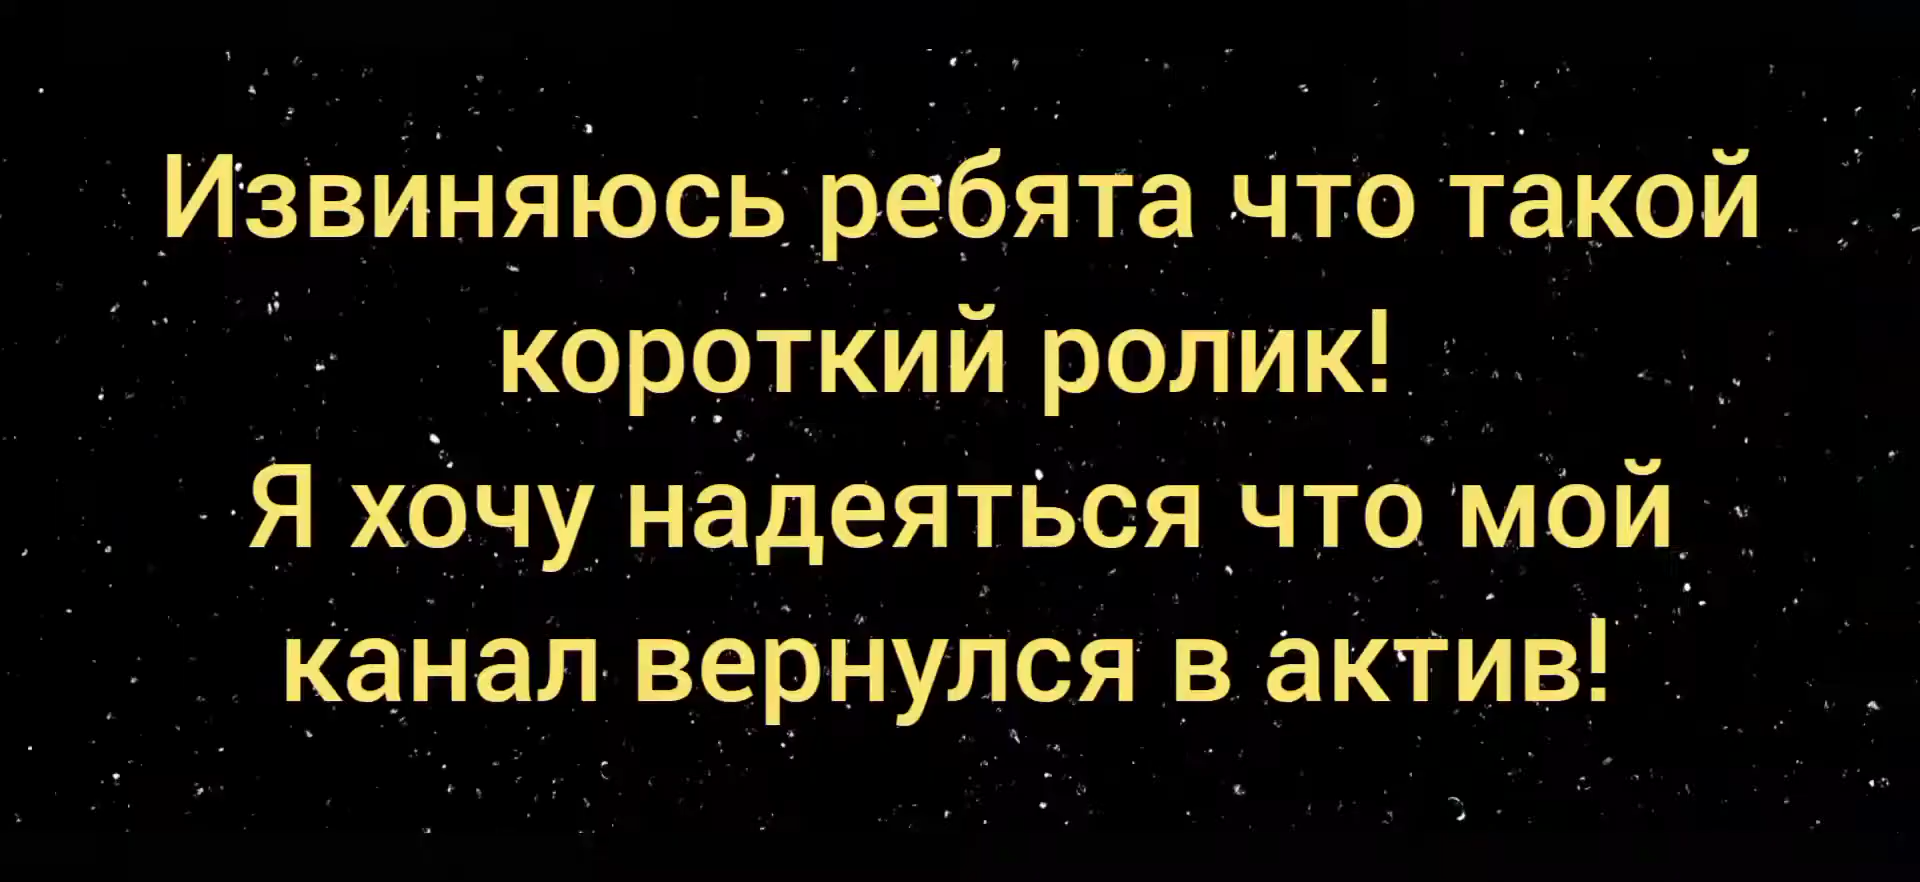 Извиняюсь ребята что такой
короткий ролик!
Я хочу надеяться что мой
канал вернулся в актив!